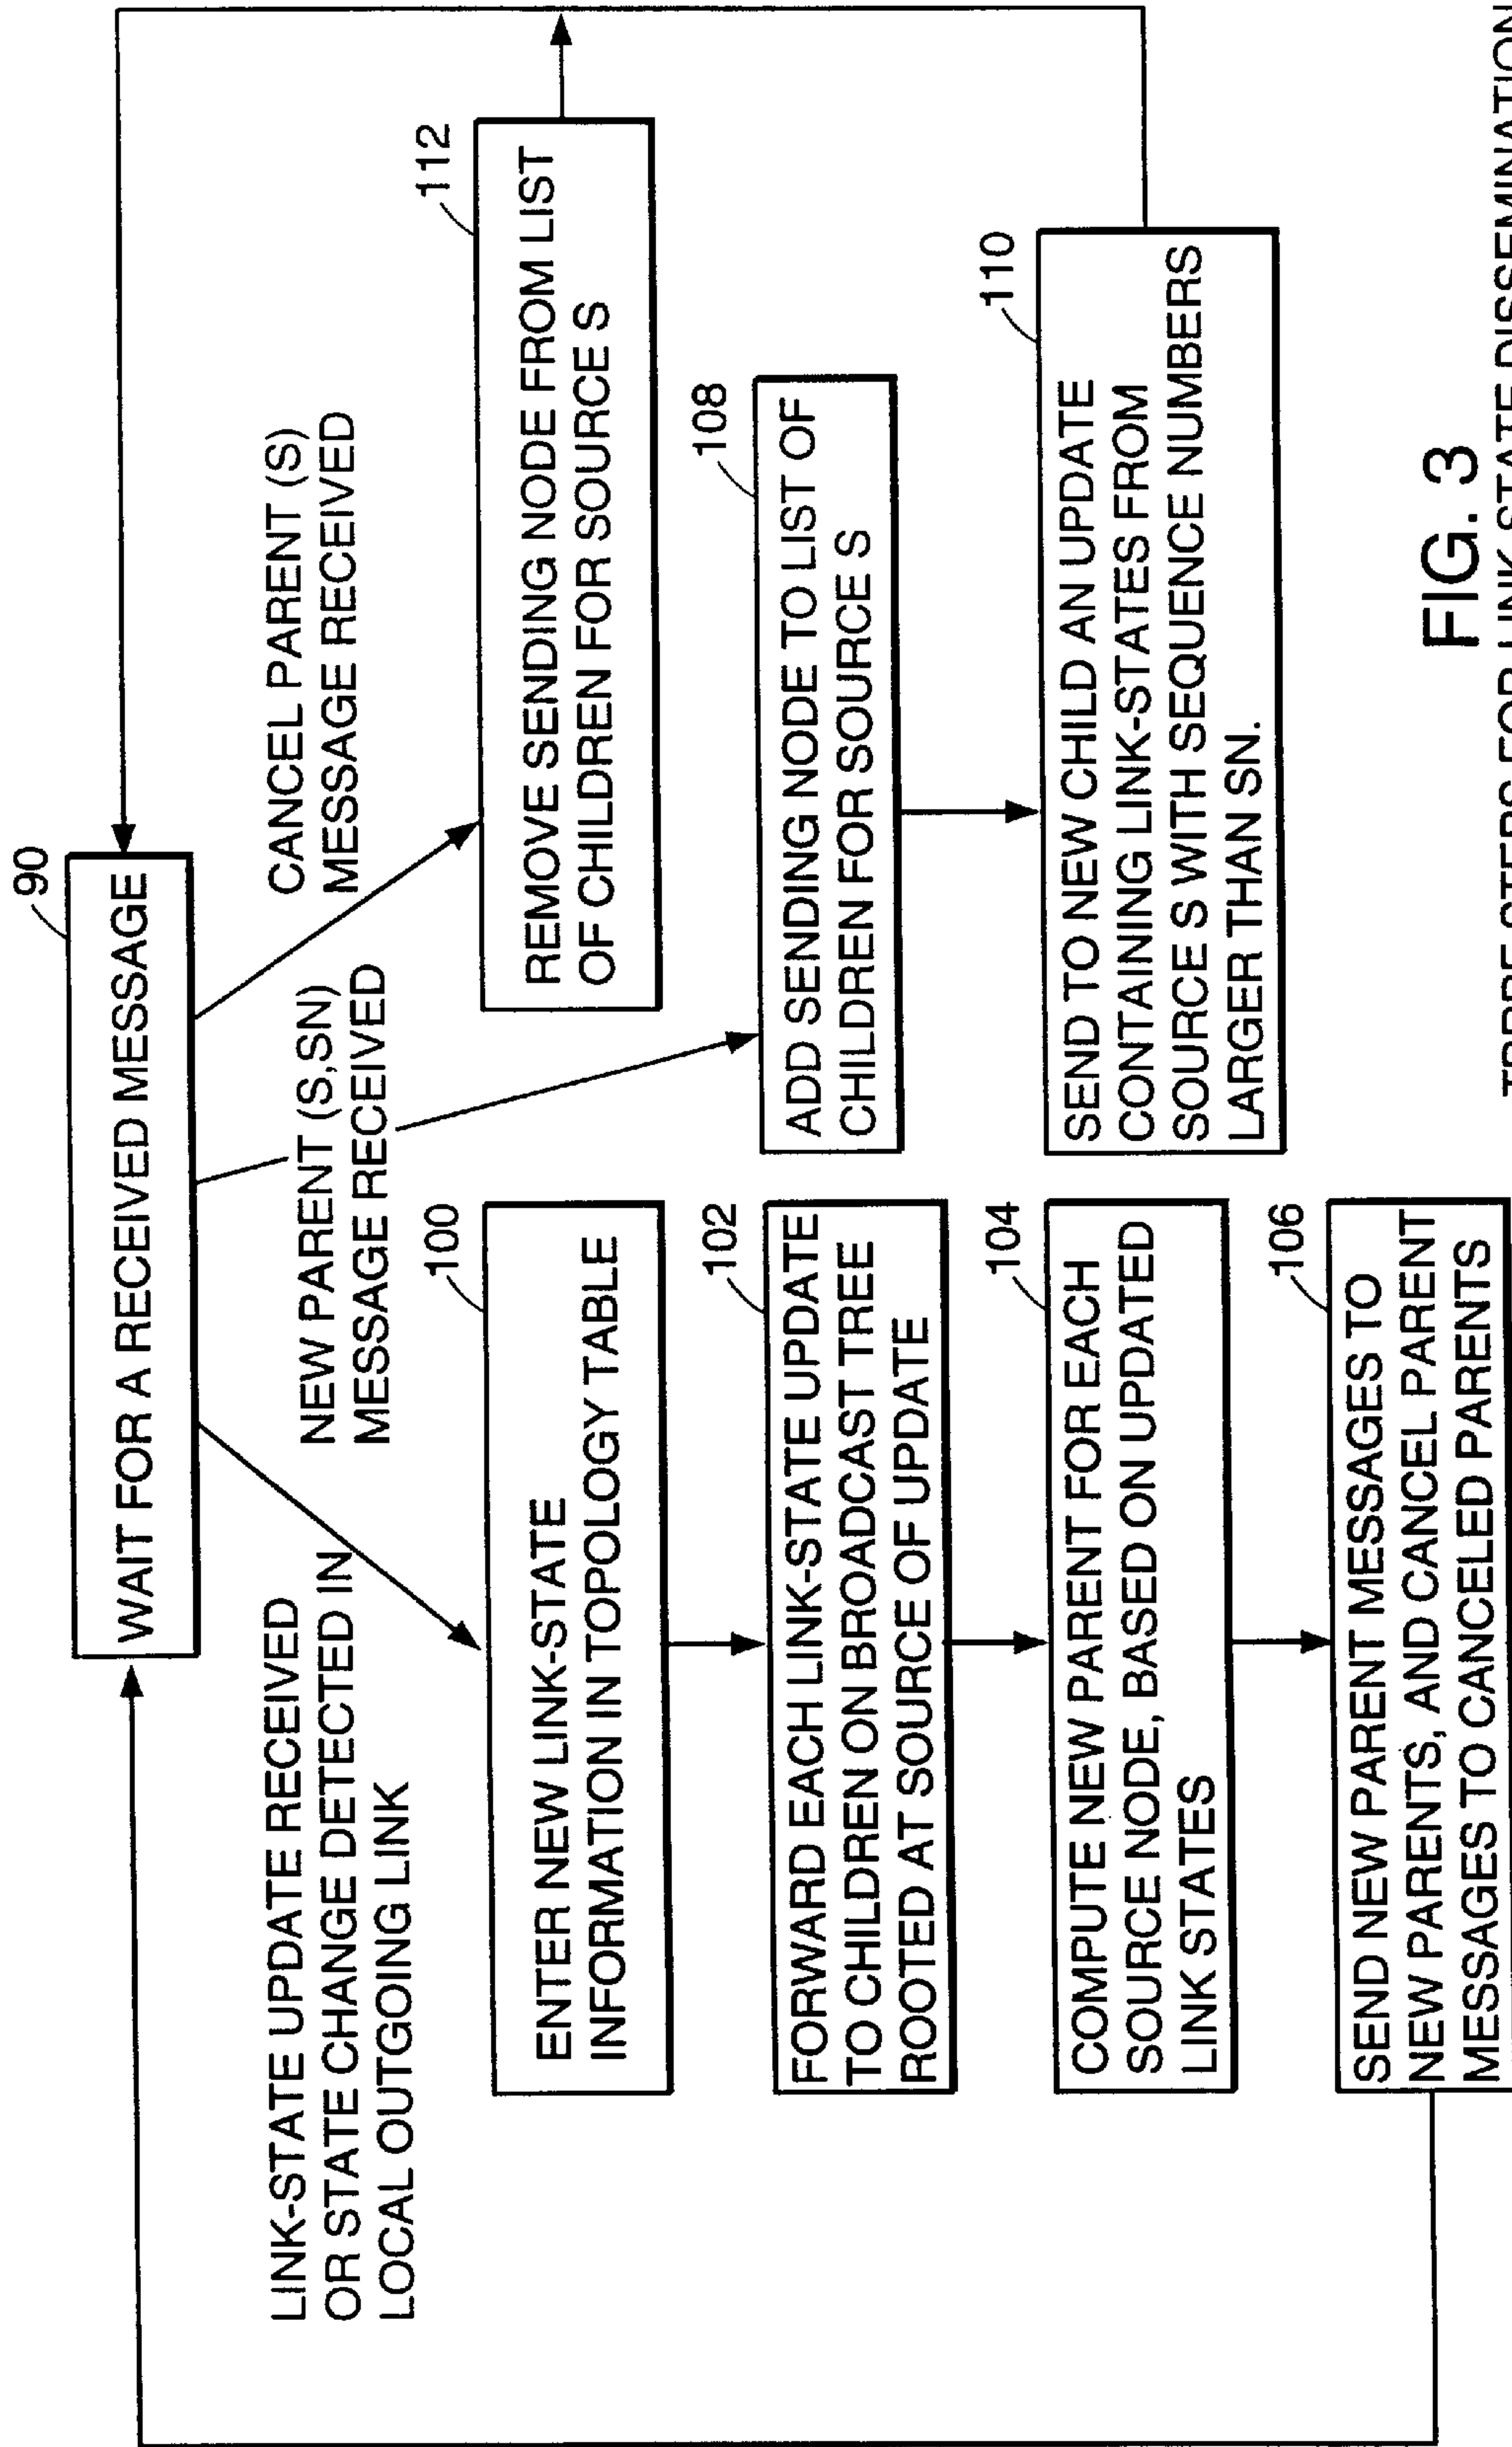 90
WAIT FOR A RECEIVED MESSAGE
LINK-STATE UPDATE RECEIVED
OR STATE CHANGE DETECTED IN
LOCAL OUTGOING LINK
NEW PARENT (S,SN)
MESSAGE RECEIVED
CANCEL PARENT (S)
MESSAGE RECEIVED
100
ENTER NEW LINK-STATE
INFORMATION IN TOPOLOGY TABLE
102
FORWARD EACH LINK-STATE UPDATE
TO CHILDREN ON BROADCAST TREE
ROOTED AT SOURCE OF UPDATE
104
COMPUTE NEW PARENT FOR EACH
SOURCE NODE, BASED ON UPDATED
LINK STATES
106
SEND NEW PARENT MESSAGES TO
NEW PARENTS, AND CANCEL PARENT
MESSAGES TO CANCELED PARENTS
112
REMOVE SENDING NODE FROM LIST
OF CHILDREN FOR SOURCE S
108
ADD SENDING NODE TO LIST OF
CHILDREN FOR SOURCE S
110
SEND TO NEW CHILD AN UPDATE
CONTAINING LINK-STATES FROM
SOURCE S WITH SEQUENCE NUMBERS
LARGER THAN SN.
FIG. 3
STEPS FOR LINK-STATE DISSEMINATION